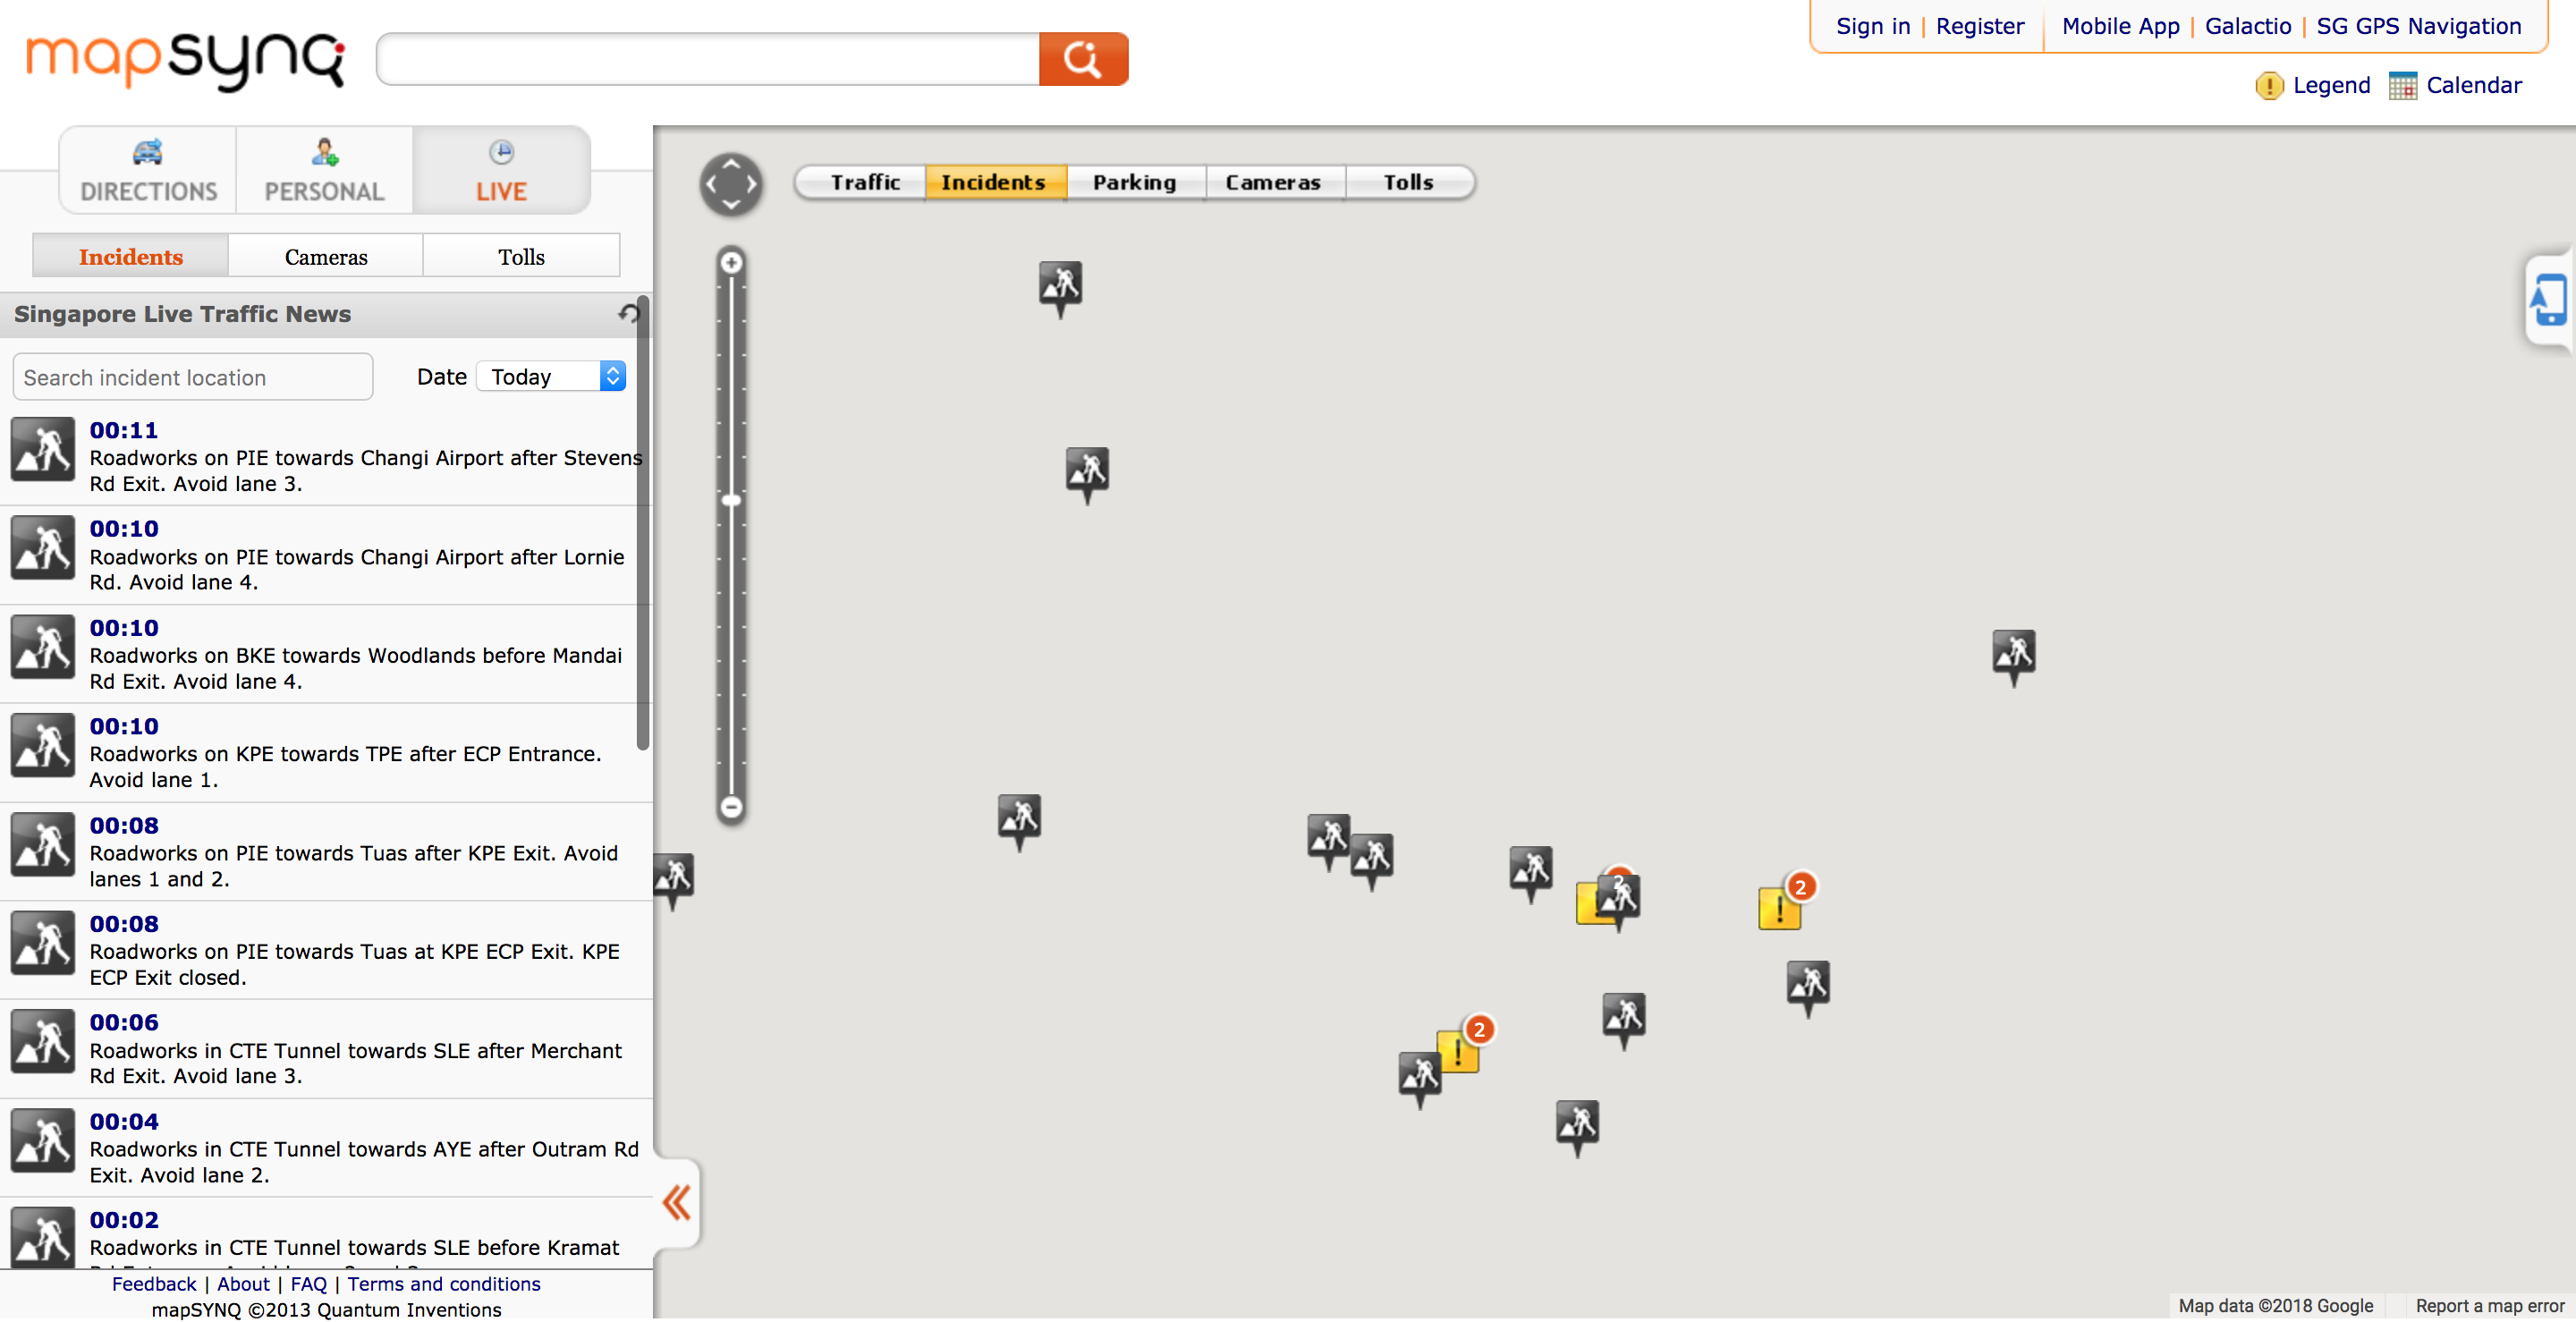 mapsynq
Sign in | Register
Mobile App | Galactio | SG GPS Navigation
Legend
Calendar
DIRECTIONS
PERSONAL
LIVE
Traffic
Incidents
Parking
Cameras
Tolls
Incidents
Cameras
Tolls
Singapore Live Traffic News
Search incident location
Date
Today
00:11
Roadworks on PIE towards Changi Airport after Stevens
Rd Exit. Avoid lane 3.
00:10
Roadworks on PIE towards Changi Airport after Lornie
Rd. Avoid lane 4.
00:10
Roadworks on BKE towards Woodlands before Mandai
Rd Exit. Avoid lane 4.
00:10
Roadworks on KPE towards TPE after ECP Entrance.
Avoid lane 1.
00:08
Roadworks on PIE towards Tuas after KPE Exit. Avoid
lanes 1 and 2.
00:08
Roadworks on PIE towards Tuas at KPE ECP Exit. KPE
ECP Exit closed.
00:06
Roadworks in CTE Tunnel towards SLE after Merchant
Rd Exit. Avoid lane 3.
00:04
Roadworks in CTE Tunnel towards AYE after Outram Rd
Exit. Avoid lane 2.
00:02
Roadworks in CTE Tunnel towards SLE before Kramat
2
2
2
Feedback | About | FAQ | Terms and conditions
mapSYNQ ©2013 Quantum Inventions
Map data ©2018 Google
Report a map error